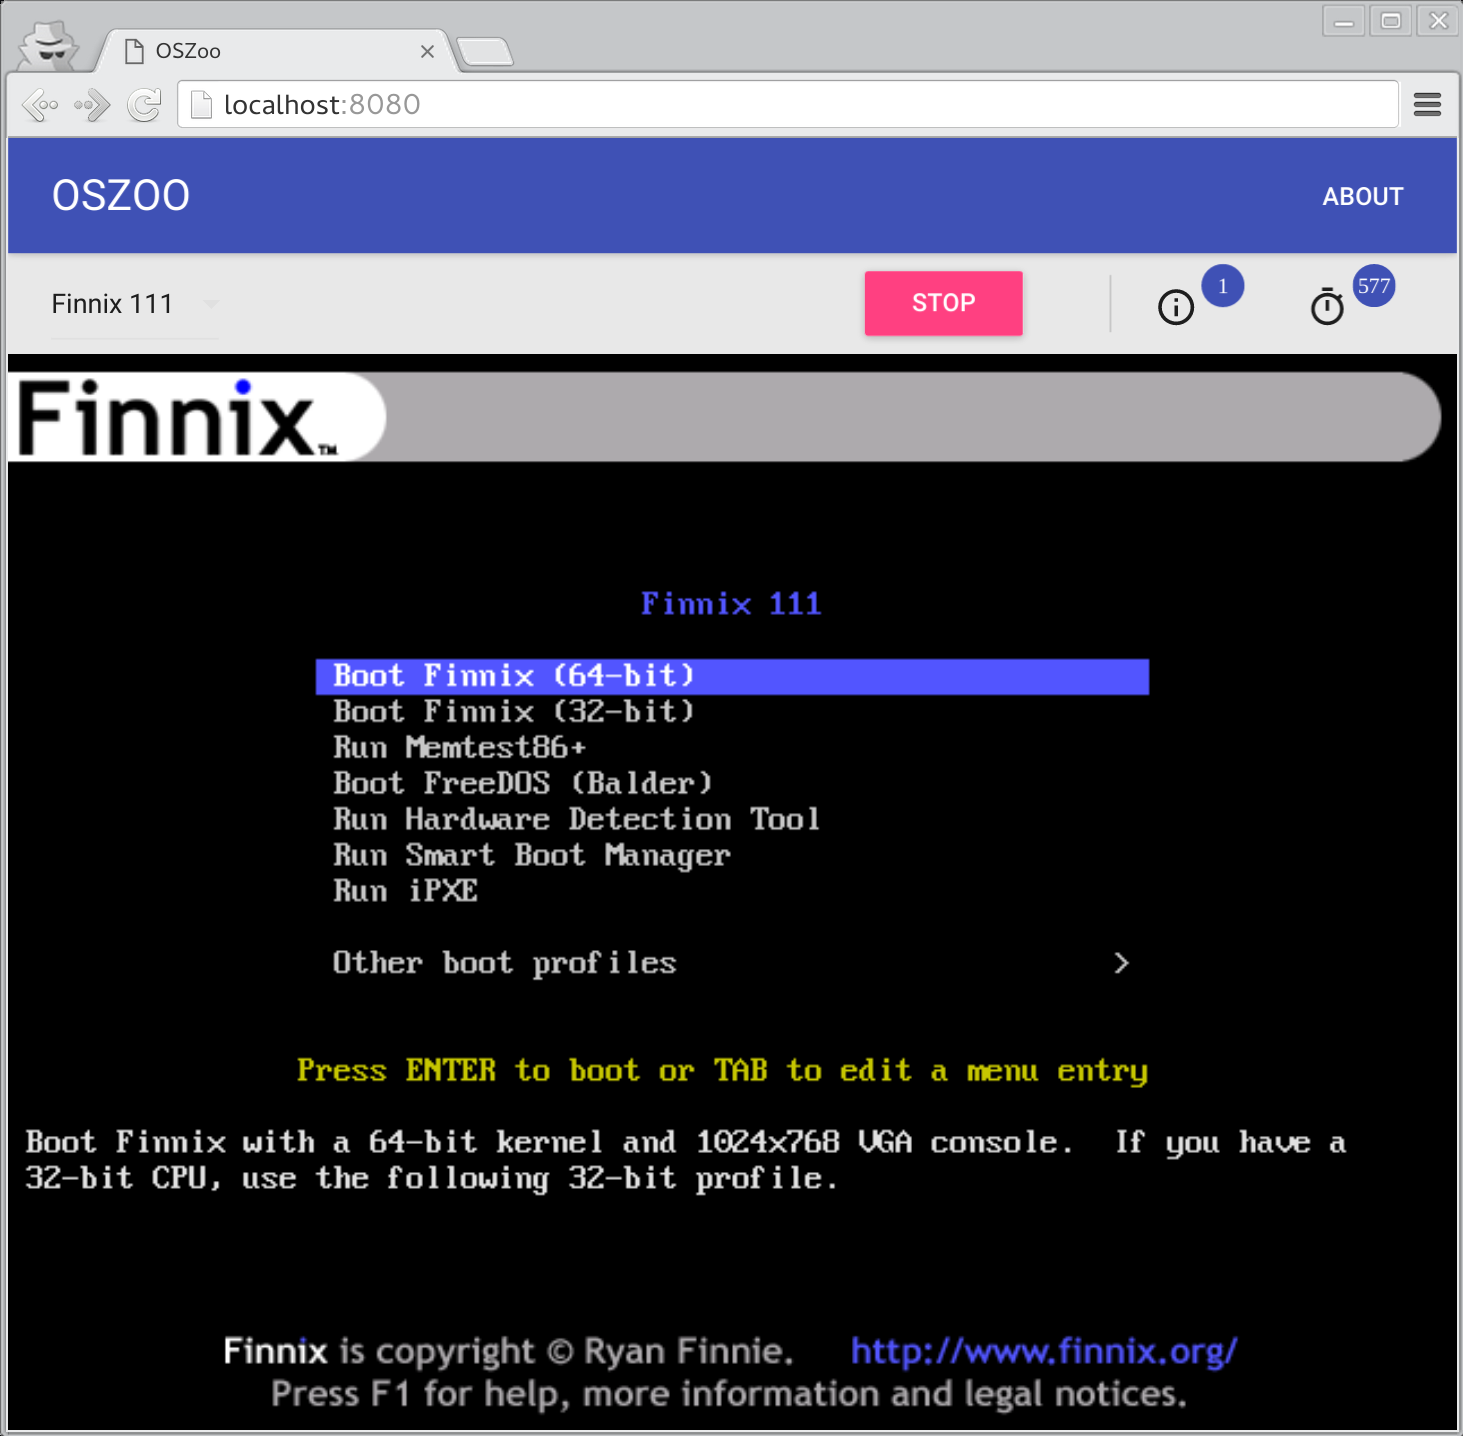 OSZoo
localhost:8080
OSZOO
ABOUT
Finnix 111
STOP
1
577
Finnix™
Finnix 111
Boot Finnix (64-bit)
Boot Finnix (32-bit)
Run Memtest86+
Boot FreeDOS (Balder)
Run Hardware Detection Tool
Run Smart Boot Manager
Run iPXE
Other boot profiles >
Press ENTER to boot or TAB to edit a menu entry
Boot Finnix with a 64-bit kernel and 1024x768 VGA console.  If you have a
32-bit CPU, use the following 32-bit profile.
Finnix is copyright © Ryan Finnie. http://www.finnix.org/
Press F1 for help, more information and legal notices.